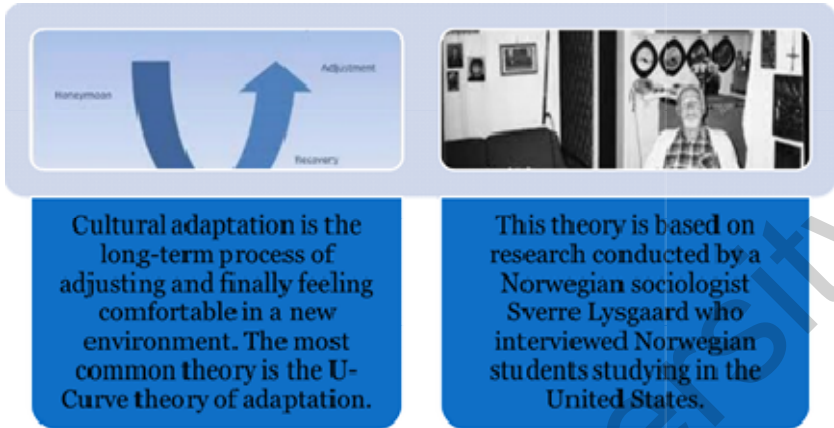 Honeymoon
Adjustment
Recovery
Cultural adaptation is the
long-term process of
adjusting and finally feeling
comfortable in a new
environment. The most
common theory is the U-
Curve theory of adaptation.
This theory is based on
research conducted by a
Norwegian sociologist
Sverre Lysgaard who
interviewed Norwegian
students studying in the
United States.